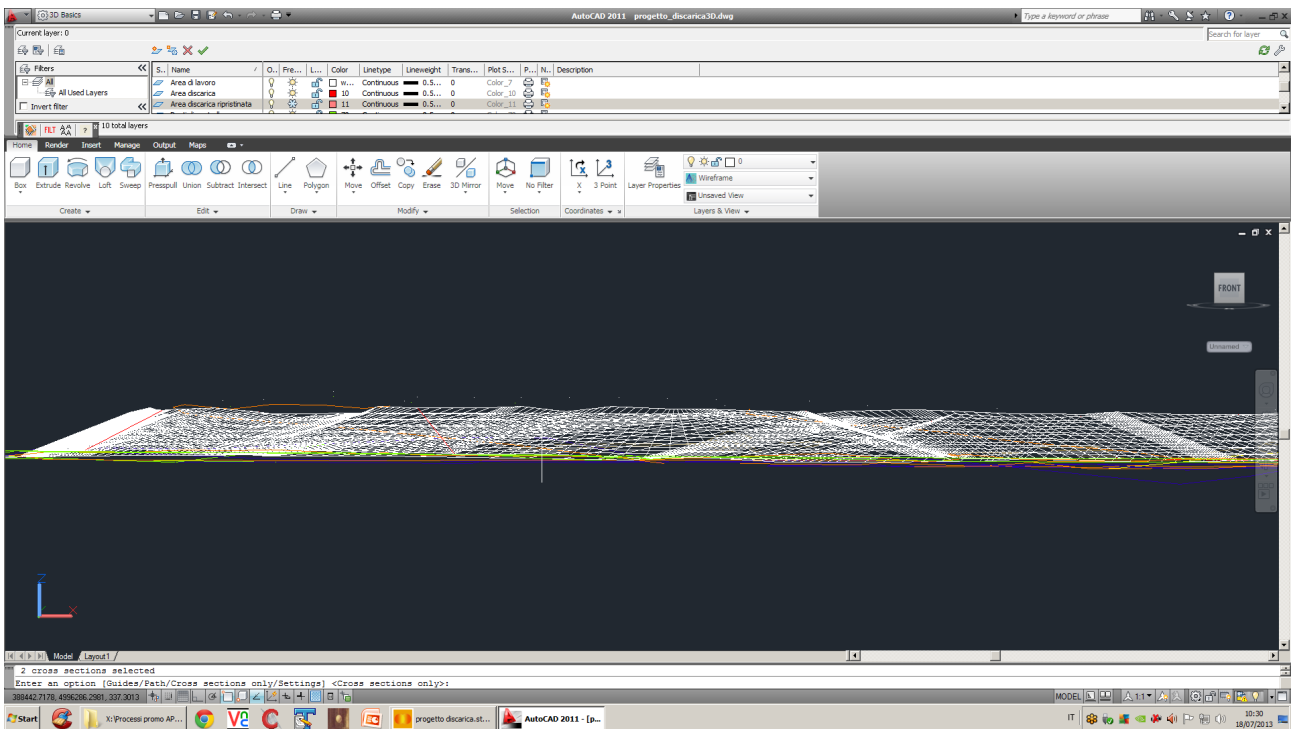 3D Basics
AutoCAD 2011 progetto_discarica3D.dwg
Type a keyword or phrase
Current layer: 0
Search for layer
Filters
S.. Name O.. Fre... L... Color Linetype Lineweight Trans... Plot S... P... N.. Description
All
Area di lavoro w... Continuous 0.5... 0 Color_7
All Used Layers
Area discarica 10 Continuous 0.5... 0 Color_10
Invert filter
Area discarica ripristinata 11 Continuous 0.5... 0 Color_11
FILT
10 total layers
Home Render Insert Manage Output Maps
0
Wireframe
Unsaved View
Box Extrude Revolve Loft Sweep Presspull Union Subtract Intersect Line Polygon Move Offset Copy Erase 3D Mirror Move No Filter X 3 Point Layer Properties
Create Edit Draw Modify Selection Coordinates Layers & View
FRONT
Unnamed
Z
X
Model Layout1
2 cross sections selected
Enter an option [Guides/Path/Cross sections only/Settings] <Cross sections only>:
388442.7178, 4996286.2981, 337.3013
MODEL 1:1
Start
X:\Processi promo AP...
progetto discarica.st...
AutoCAD 2011 - [p...
IT
10:30
18/07/2013